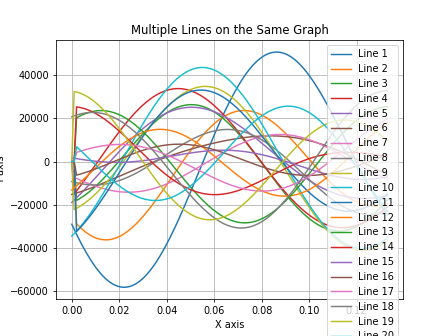 Multiple Lines on the Same Graph
40000
20000
0
−20000
−40000
−60000
0.00
0.02
0.04
0.06
0.08
0.10
X axis
Line 1
Line 2
Line 3
Line 4
Line 5
Line 6
Line 7
Line 8
Line 9
Line 10
Line 11
Line 12
Line 13
Line 14
Line 15
Line 16
Line 17
Line 18
Line 19